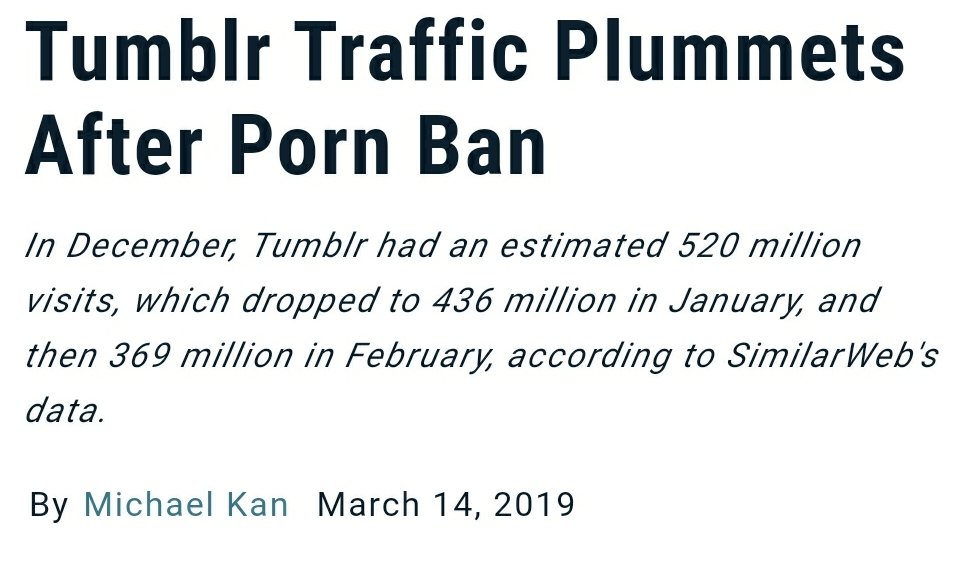 Tumblr Traffic Plummets
After Porn Ban
In December, Tumblr had an estimated 520 million
visits, which dropped to 436 million in January, and
then 369 million in February, according to SimilarWeb's
data.
By Michael Kan March 14, 2019